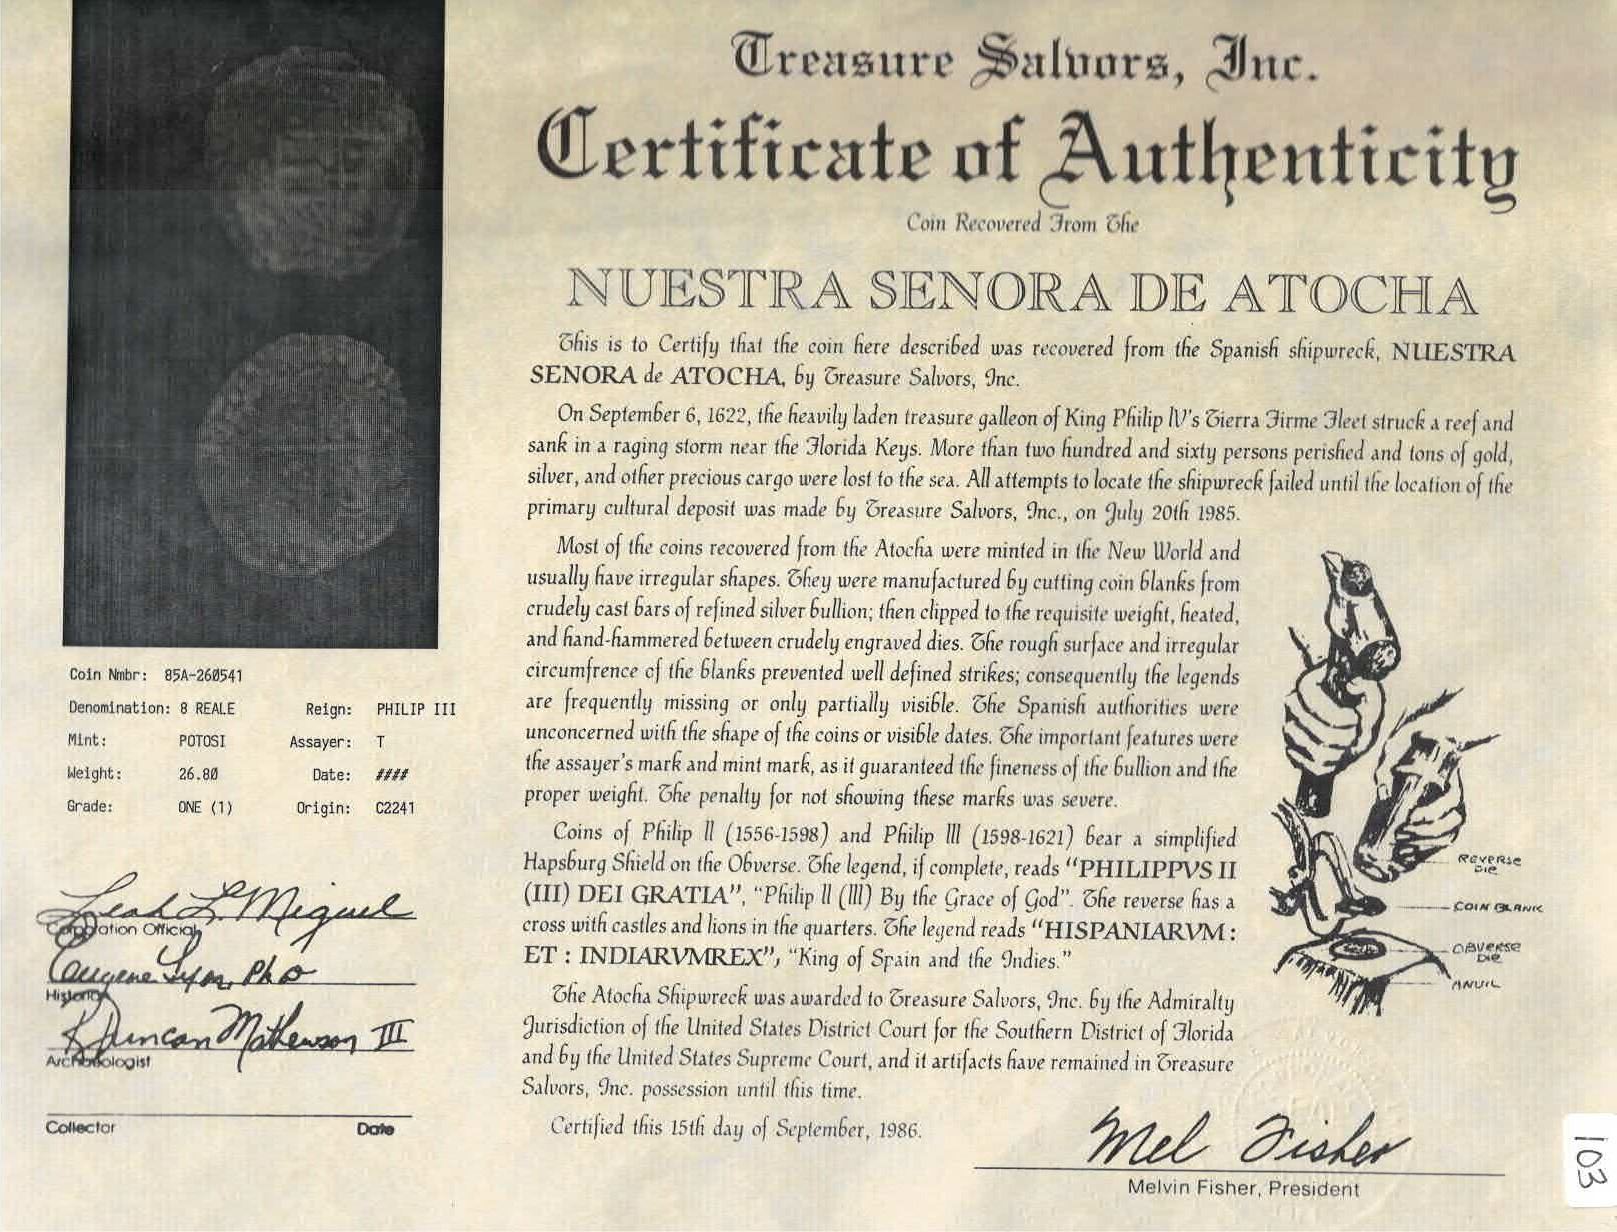 Treasure Salvors, Inc.
Certificate of Authenticity
Coin Recovered From The
NUESTRA SENORA DE ATOCHA
This is to Certify that the coin here described was recovered from the Spanish shipwreck, NUESTRA
SENORA de ATOCHA, by Treasure Salvors, Inc.
On September 6, 1622, the heavily laden treasure galleon of King Philip IV's Tierra Firme Fleet struck a reef and
sank in a raging storm near the Florida Keys. More than two hundred and sixty persons perished and tons of gold,
silver, and other precious cargo were lost to the sea. All attempts to locate the shipwreck failed until the location of the
primary cultural deposit was made by Treasure Salvors, Inc., on July 20th 1985.
Most of the coins recovered from the Atocha were minted in the New World and
usually have irregular shapes. They were manufactured by cutting coin blanks from
crudely cast bars of refined silver bullion; then clipped to the requisite weight, heated,
and hand-hammered between crudely engraved dies. The rough surface and irregular
circumfrence of the blanks prevented well defined strikes; consequently the legends
are frequently missing or only partially visible. The Spanish authorities were
unconcerned with the shape of the coins or visible dates. The important features were
the assayer's mark and mint mark, as it guaranteed the fineness of the bullion and the
proper weight. The penalty for not showing these marks was severe.
Coins of Philip II (1556-1598) and Philip III (1598-1621) bear a simplified
Hapsburg Shield on the Obverse. The legend, if complete, reads "PHILIPPVS II
(III) DEI GRATIA", "Philip II (III) By the Grace of God". The reverse has a
cross with castles and lions in the quarters. The legend reads "HISPANIARVM :
ET : INDIARVMREX", "King of Spain and the Indies."
The Atocha Shipwreck was awarded to Treasure Salvors, Inc. by the Admiralty
Jurisdiction of the United States District Court for the Southern District of Florida
and by the United States Supreme Court, and it artifacts have remained in Treasure
Salvors, Inc. possession until this time.
Certified this 15th day of September, 1986.
REVERSE
DIE
COIN BLANK
OBVERSE
DIE
ANVIL
Mel Fisher
Melvin Fisher, President
Coin Nmbr: 85A-260541
Denomination: 8 REALE Reign: PHILIP III
Mint: POTOSI Assayer: T
Weight: 26.80 Date: ####
Grade: ONE (1) Origin: C2241
Leah L. Miguel
Corporation Official
Eugene Lyon, PhD
Historian
R Duncan Mathewson III
Archaeologist
Collector Date
103